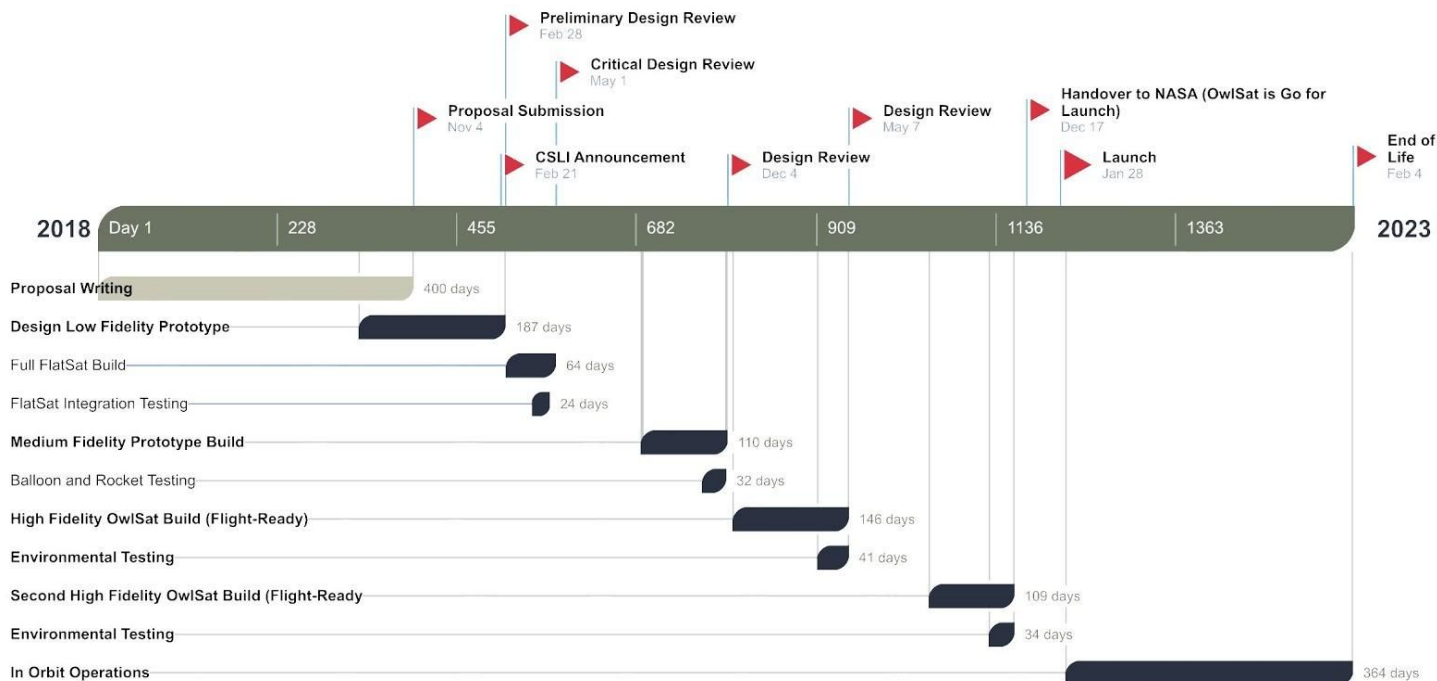 Preliminary Design Review
Feb 28
Critical Design Review
May 1
Proposal Submission
Nov 4
CSLI Announcement
Feb 21
Design Review
Dec 4
Design Review
May 7
Handover to NASA (OwlSat is Go for
Launch)
Dec 17
Launch
Jan 28
End of
Life
Feb 4
2018 Day 1 228 455 682 909 1136 1363 2023
Proposal Writing 400 days
Design Low Fidelity Prototype 187 days
Full FlatSat Build 64 days
FlatSat Integration Testing 24 days
Medium Fidelity Prototype Build 110 days
Balloon and Rocket Testing 32 days
High Fidelity OwlSat Build (Flight-Ready) 146 days
Environmental Testing 41 days
Second High Fidelity OwlSat Build (Flight-Ready 109 days
Environmental Testing 34 days
In Orbit Operations 364 days